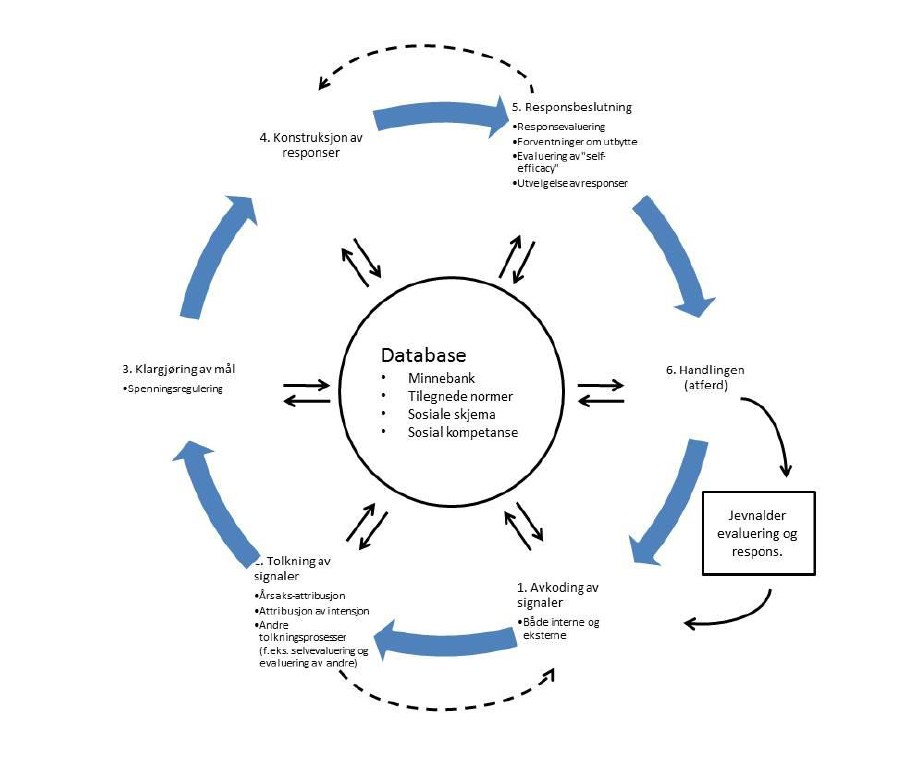 5. Responsbeslutning
•Responsevaluering
•Forventninger om utbytte
•Evaluering av "self-
efficacy"
•Utvelgelse av responser
4. Konstruksjon av
responser
3. Klargjøring av mål
•Spenningsregulering
Database
• Minnebank
• Tilegnede normer
• Sosiale skjema
• Sosial kompetanse
6. Handlingen
(atferd)
Jevnalder
evaluering og
respons.
2. Tolkning av
signaler
•Årsaks-attribusjon
•Attribusjon av intensjon
•Andre
tolkningsprosesser
(f.eks. selvevaluering og
evaluering av andre)
1. Avkoding av
signaler
•Både interne og
eksterne